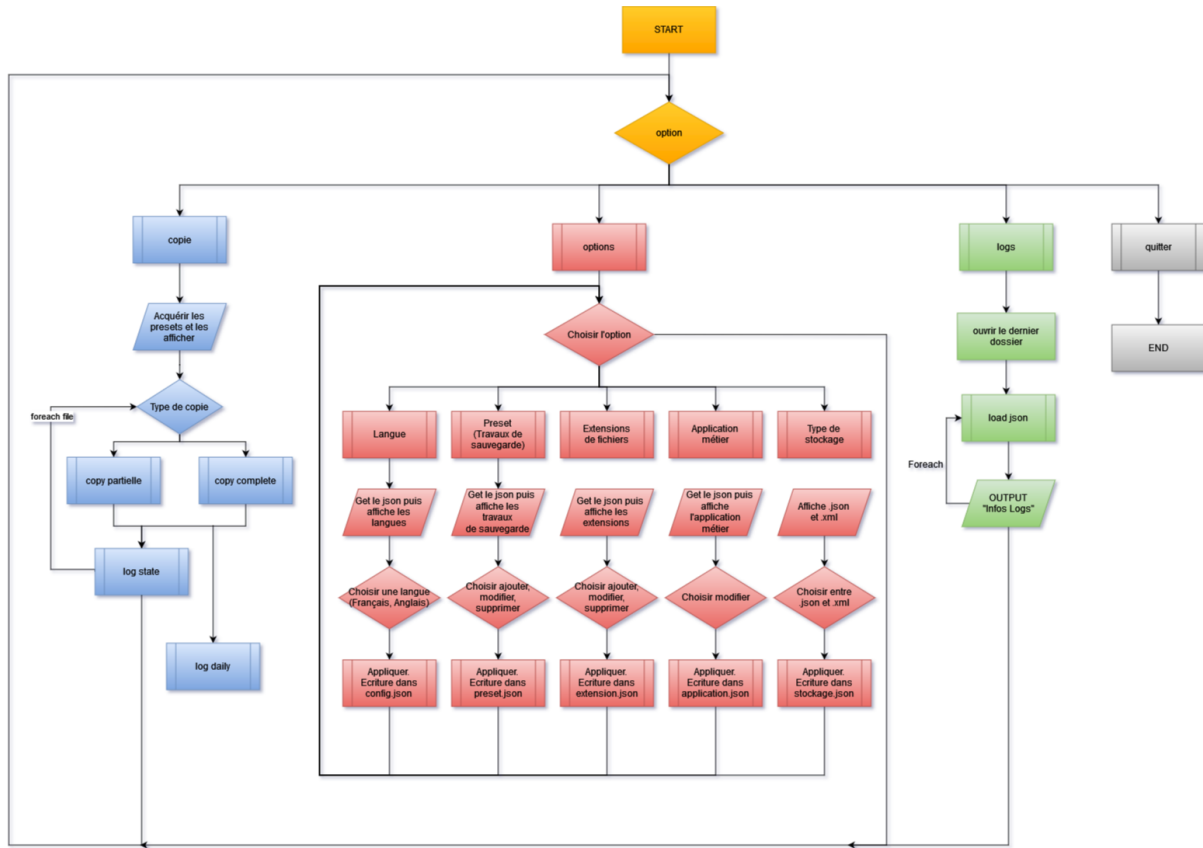 START
option
copie
options
logs
quitter
Acquérir les
presets et les
afficher
Choisir l'option
ouvrir le dernier
dossier
END
foreach file
Type de copie
Langue
Preset
(Travaux de
sauvegarde)
Extensions
de fichiers
Application
métier
Type de
stockage
load json
Foreach
copy partielle
copy complete
Get le json puis
affiche les
langues
Get le json puis
affiche les
travaux
de sauvegarde
Get le json puis
affiche les
extensions
Get le json puis
affiche
l'application
métier
Affiche .json
et .xml
OUTPUT
"Infos Logs"
log state
Choisir une langue
(Français, Anglais)
Choisir ajouter,
modifier,
supprimer
Choisir ajouter,
modifier,
supprimer
Choisir modifier
Choisir entre
.json et .xml
log daily
Appliquer.
Ecriture dans
config.json
Appliquer.
Ecriture dans
preset.json
Appliquer.
Ecriture dans
extension.json
Appliquer.
Ecriture dans
application.json
Appliquer.
Ecriture dans
stockage.json